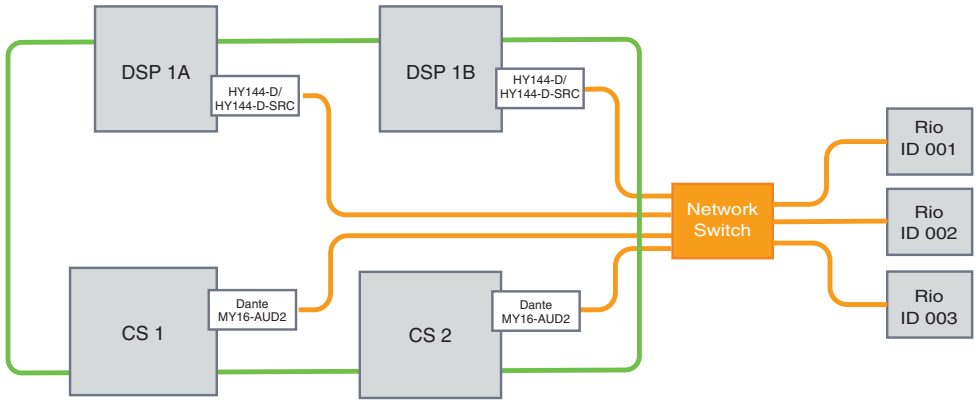 DSP 1A
HY144-D/
HY144-D-SRC
DSP 1B
HY144-D/
HY144-D-SRC
Rio
ID 001
Network
Switch
Rio
ID 002
CS 1
Dante
MY16-AUD2
CS 2
Dante
MY16-AUD2
Rio
ID 003